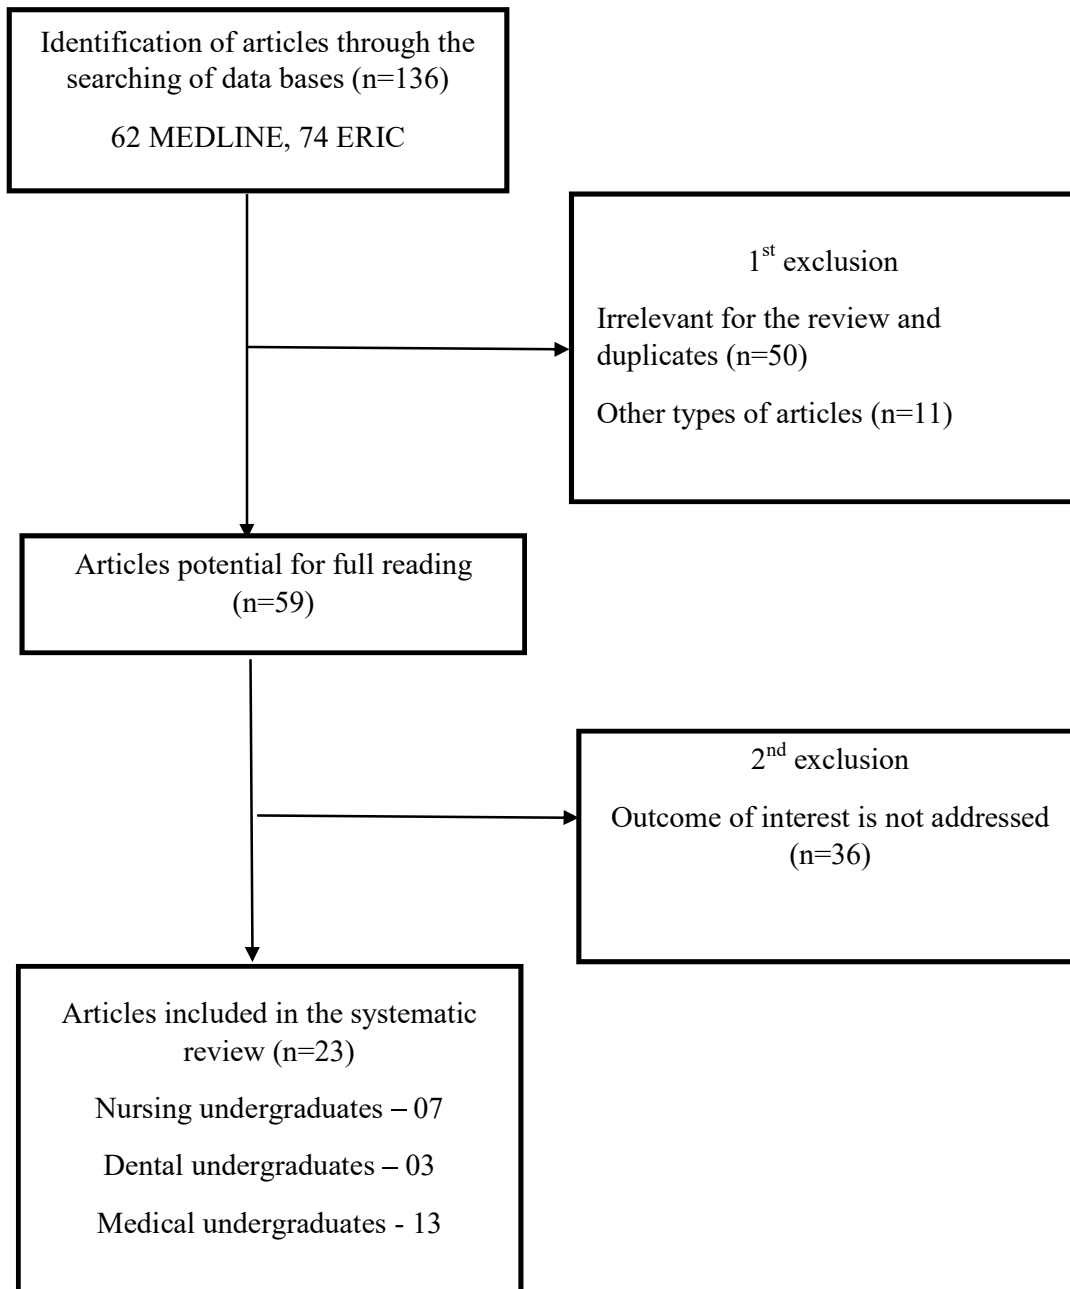 Identification of articles through the
searching of data bases (n=136)
62 MEDLINE, 74 ERIC
1st exclusion
Irrelevant for the review and
duplicates (n=50)
Other types of articles (n=11)
Articles potential for full reading
(n=59)
2nd exclusion
Outcome of interest is not addressed
(n=36)
Articles included in the systematic
review (n=23)
Nursing undergraduates – 07
Dental undergraduates – 03
Medical undergraduates - 13